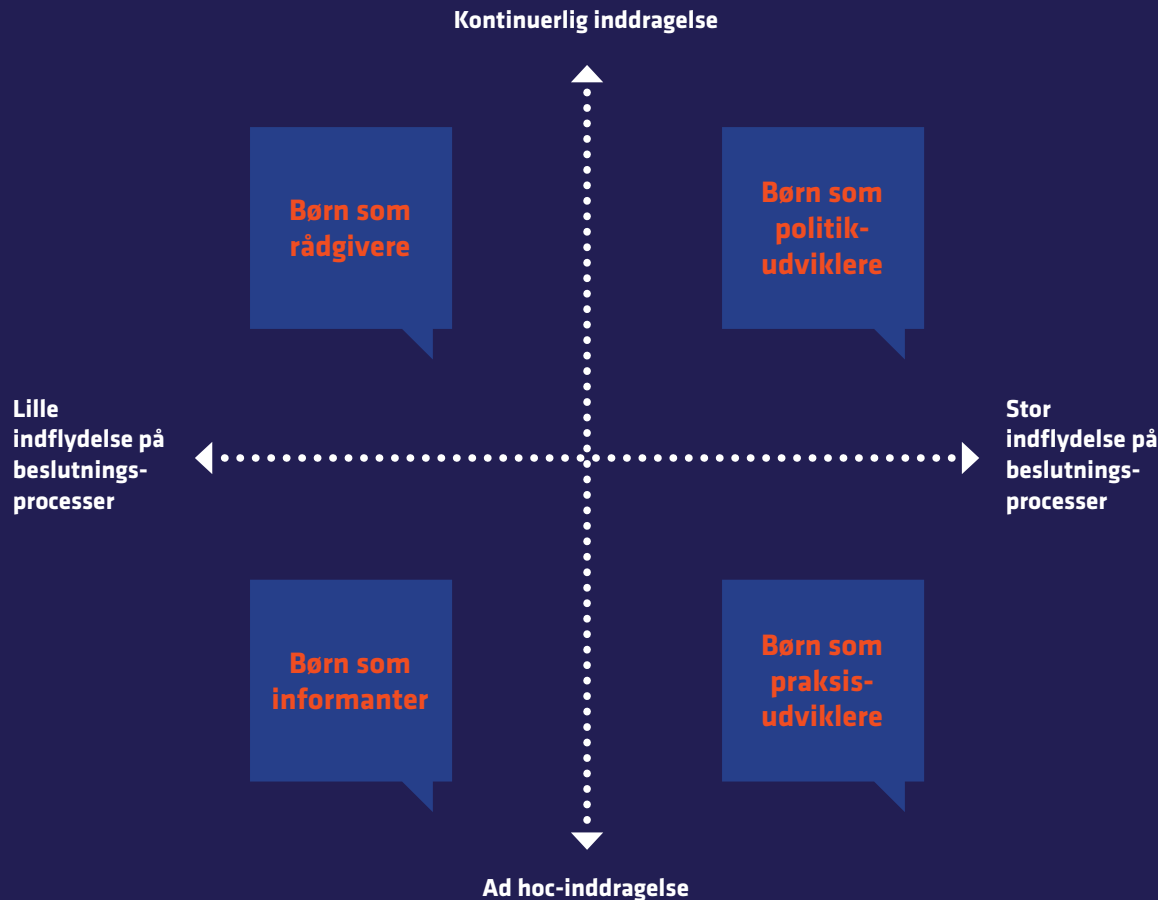 Kontinuerlig inddragelse
Børn som
rådgivere
Børn som
politik-
udviklere
Lille
indflydelse på
beslutnings-
processer
Stor
indflydelse på
beslutnings-
processer
Børn som
informanter
Børn som
praksis-
udviklere
Ad hoc-inddragelse